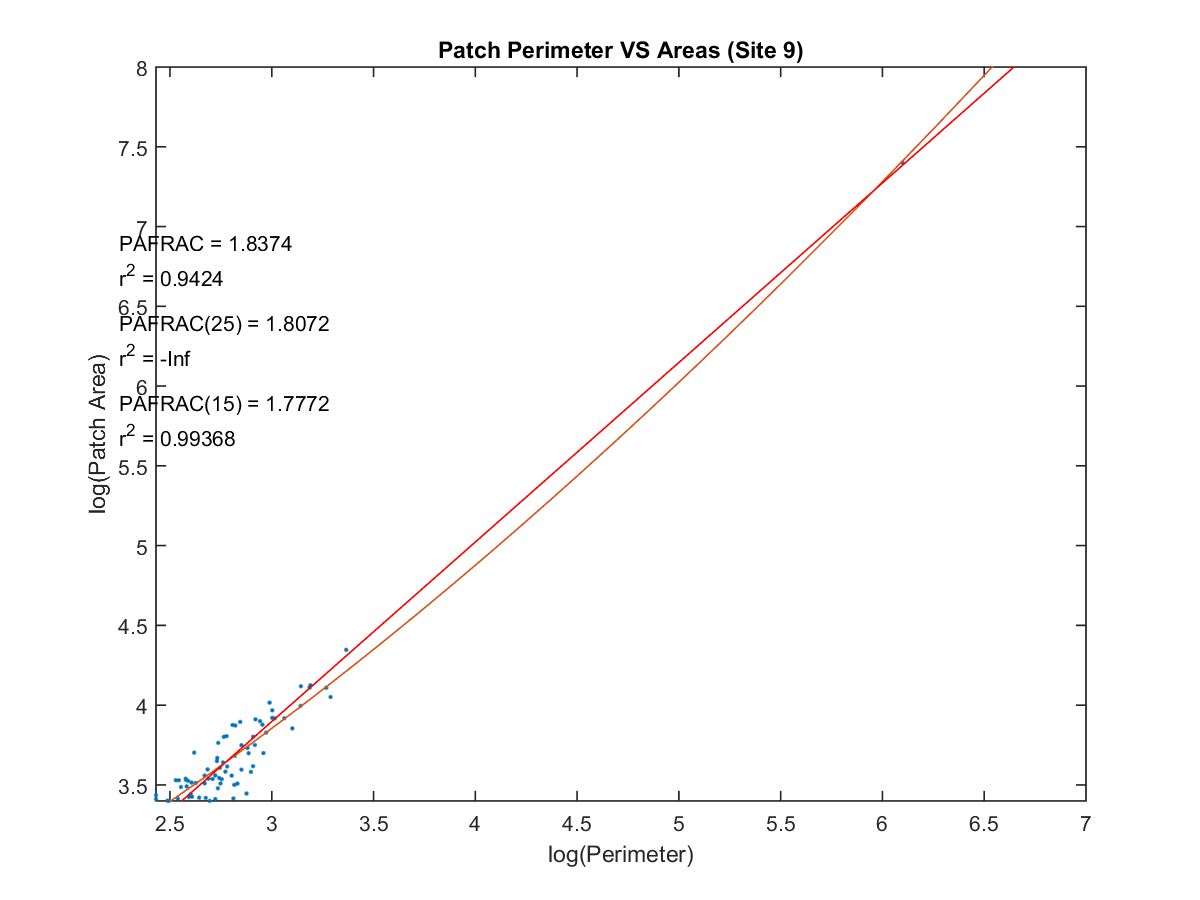 Patch Perimeter VS Areas (Site 9)
8
7.5
7
PAFRAC = 1.8374
r2 = 0.9424
6.5
PAFRAC(25) = 1.8072
r2 = -Inf
6
PAFRAC(15) = 1.7772
r2 = 0.99368
5.5
5
4.5
4
3.5
log(Patch Area)
2.5 3 3.5 4 4.5 5 5.5 6 6.5 7
log(Perimeter)